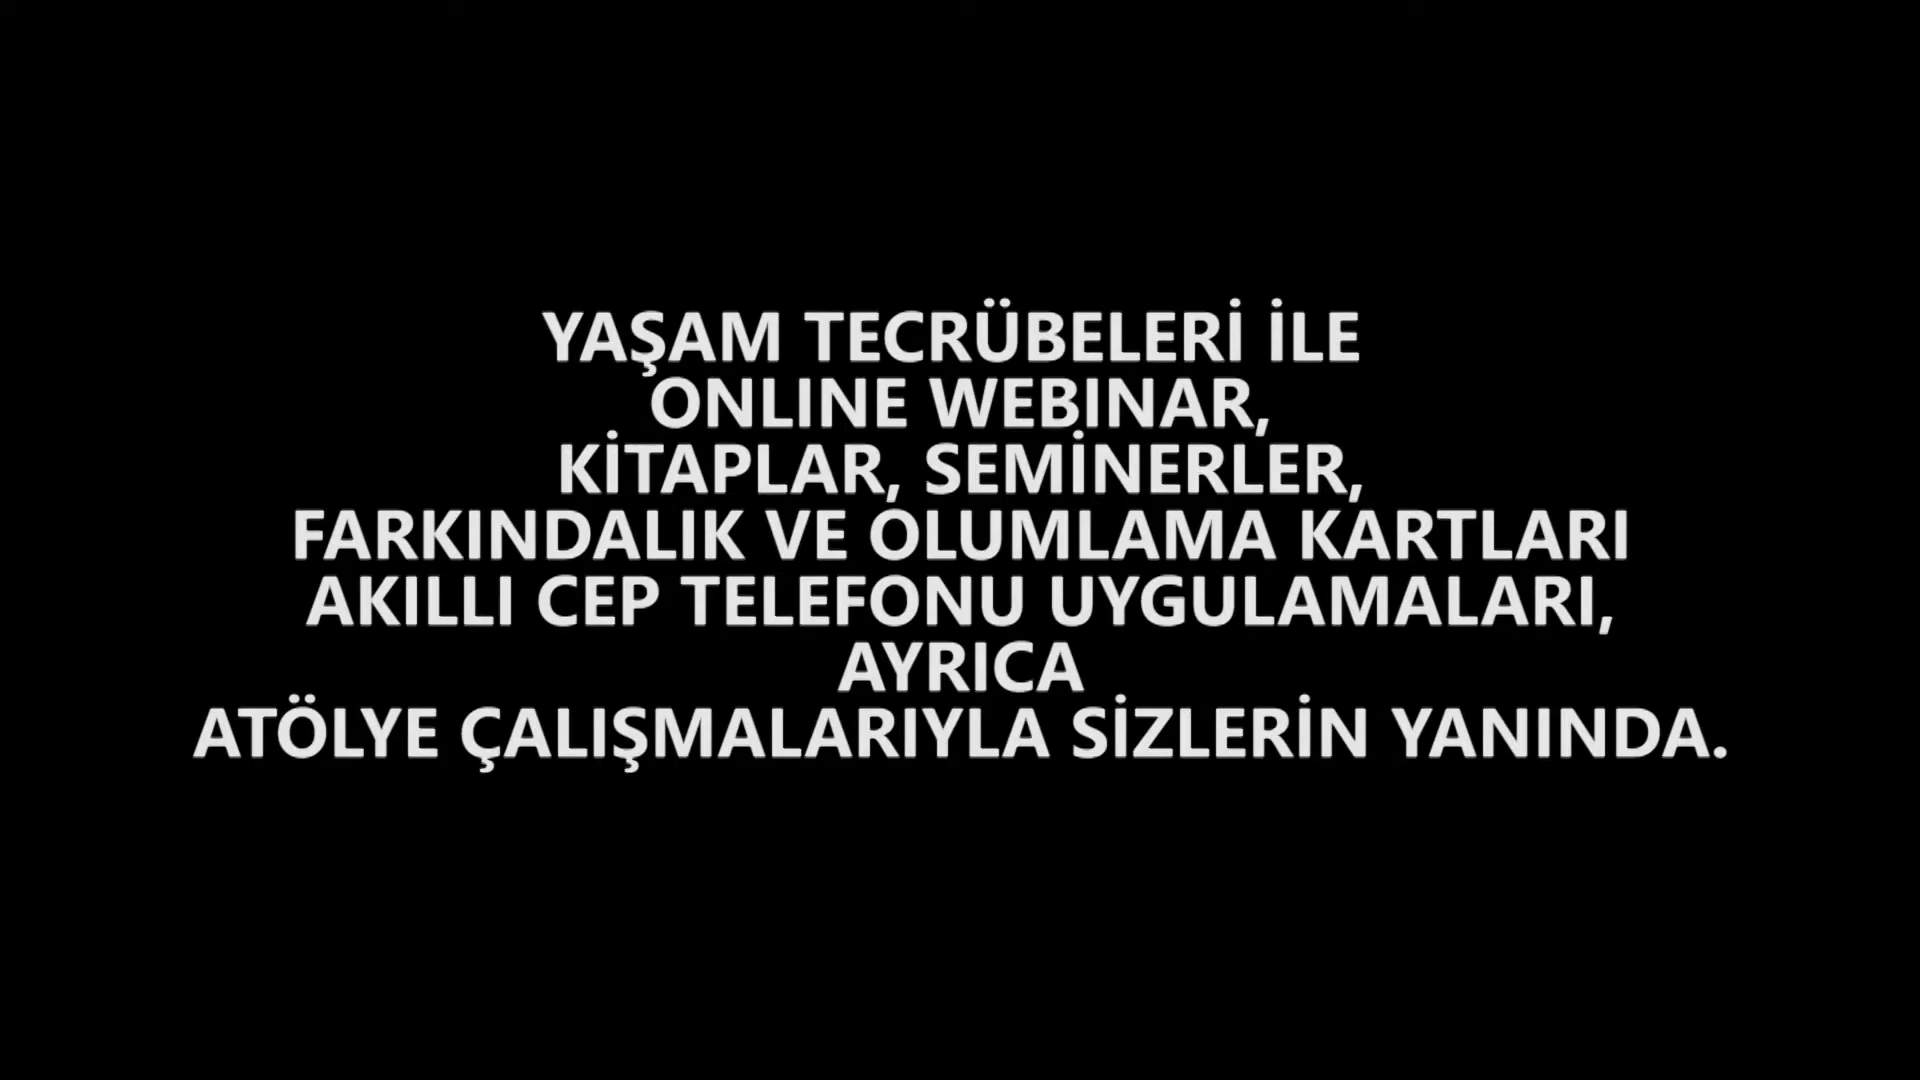 YAŞAM TECRÜBELERİ İLE
ONLINE WEBINAR,
KİTAPLAR, SEMİNERLER,
FARKINDALIK VE OLUMLAMA KARTLARI
AKILLI CEP TELEFONU UYGULAMALARI,
AYRICA
ATÖLYE ÇALIŞMALARIYLA SİZLERİN YANINDA.